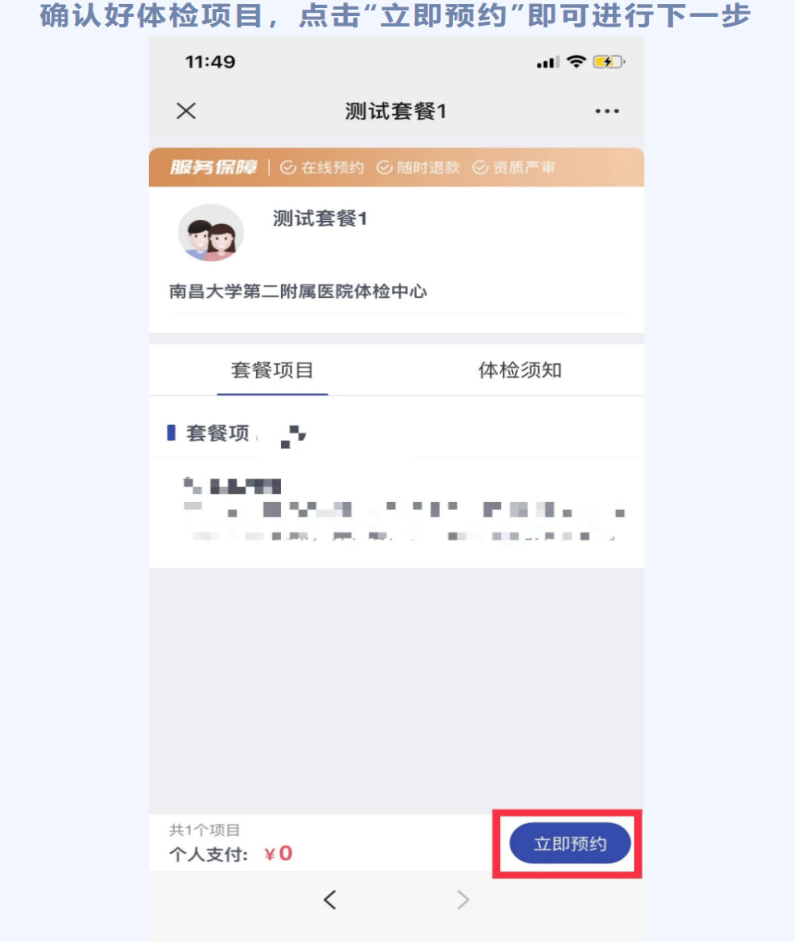 确认好体检项目，点击“立即预约”即可进行下一步
11:49
测试套餐1
服务保障 在线预约 随时退款 资质严审
测试套餐1
南昌大学第二附属医院体检中心
套餐项目 体检须知
套餐项
共1个项目
个人支付: ¥0
立即预约